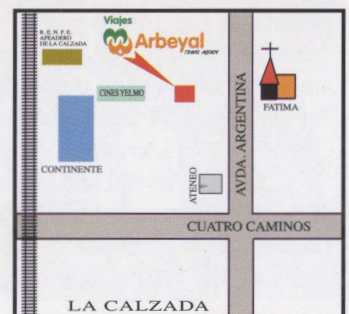 Viajes
Arbeyal
TRAVEL AGENCY
R.E.N.F.E.
APEADERO
DE LA CALZADA
CINES YELMO
CONTINENTE
FATIMA
ATENEO
AVDA. ARGENTINA
CUATRO CAMINOS
LA CALZADA